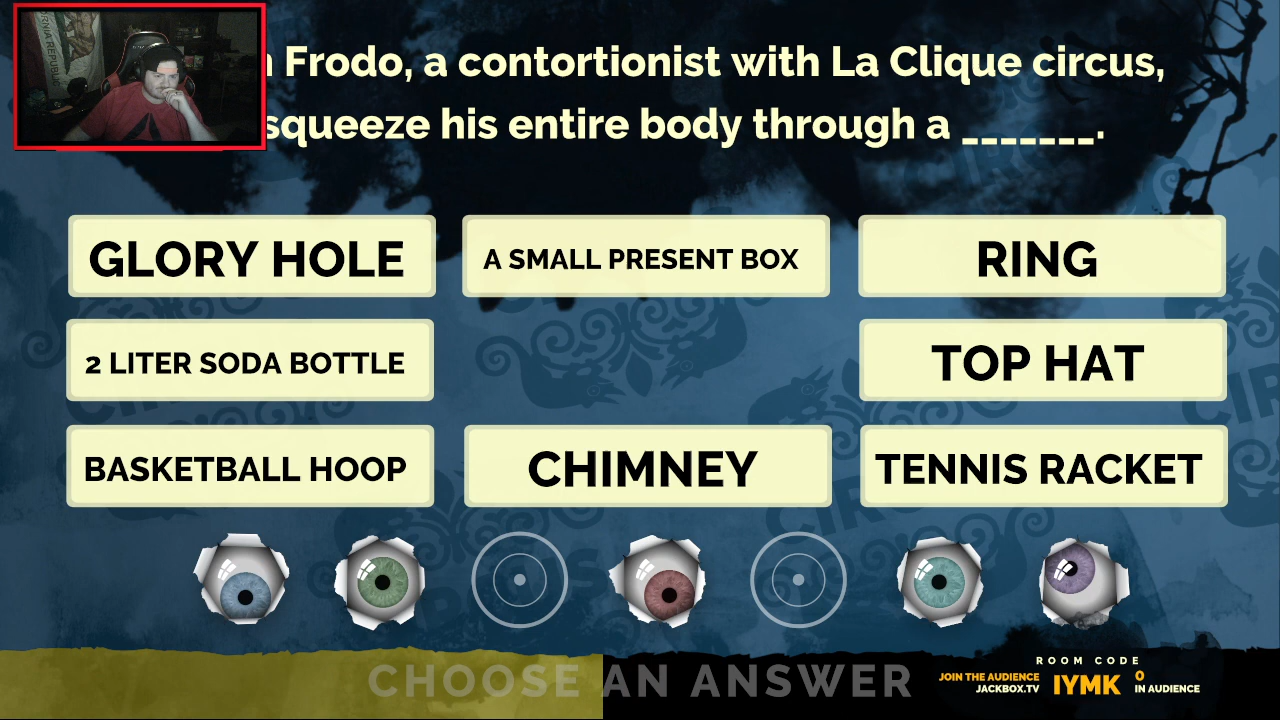 Frodo, a contortionist with La Clique circus,
squeeze his entire body through a _______.
GLORY HOLE
A SMALL PRESENT BOX
RING
2 LITER SODA BOTTLE
TOP HAT
BASKETBALL HOOP
CHIMNEY
TENNIS RACKET
CHOOSE AN ANSWER
JOIN THE AUDIENCE
JACKBOX.TV
ROOM CODE
IYMK
0
IN AUDIENCE